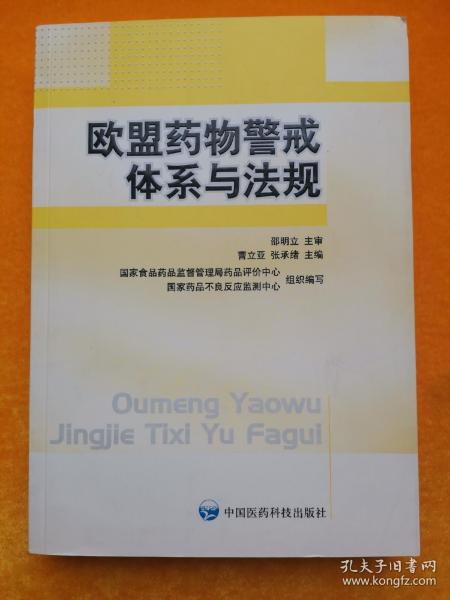 欧盟药物警戒
体系与法规
邵明立 主审
曹立亚 张承绪 主编
国家食品药品监督管理局药品评价中心
国家药品不良反应监测中心
组织编写
Oumeng Yaowu
Jingjie Tixi Yu Fagui
中国医药科技出版社
孔夫子旧书网
www.kongfz.com